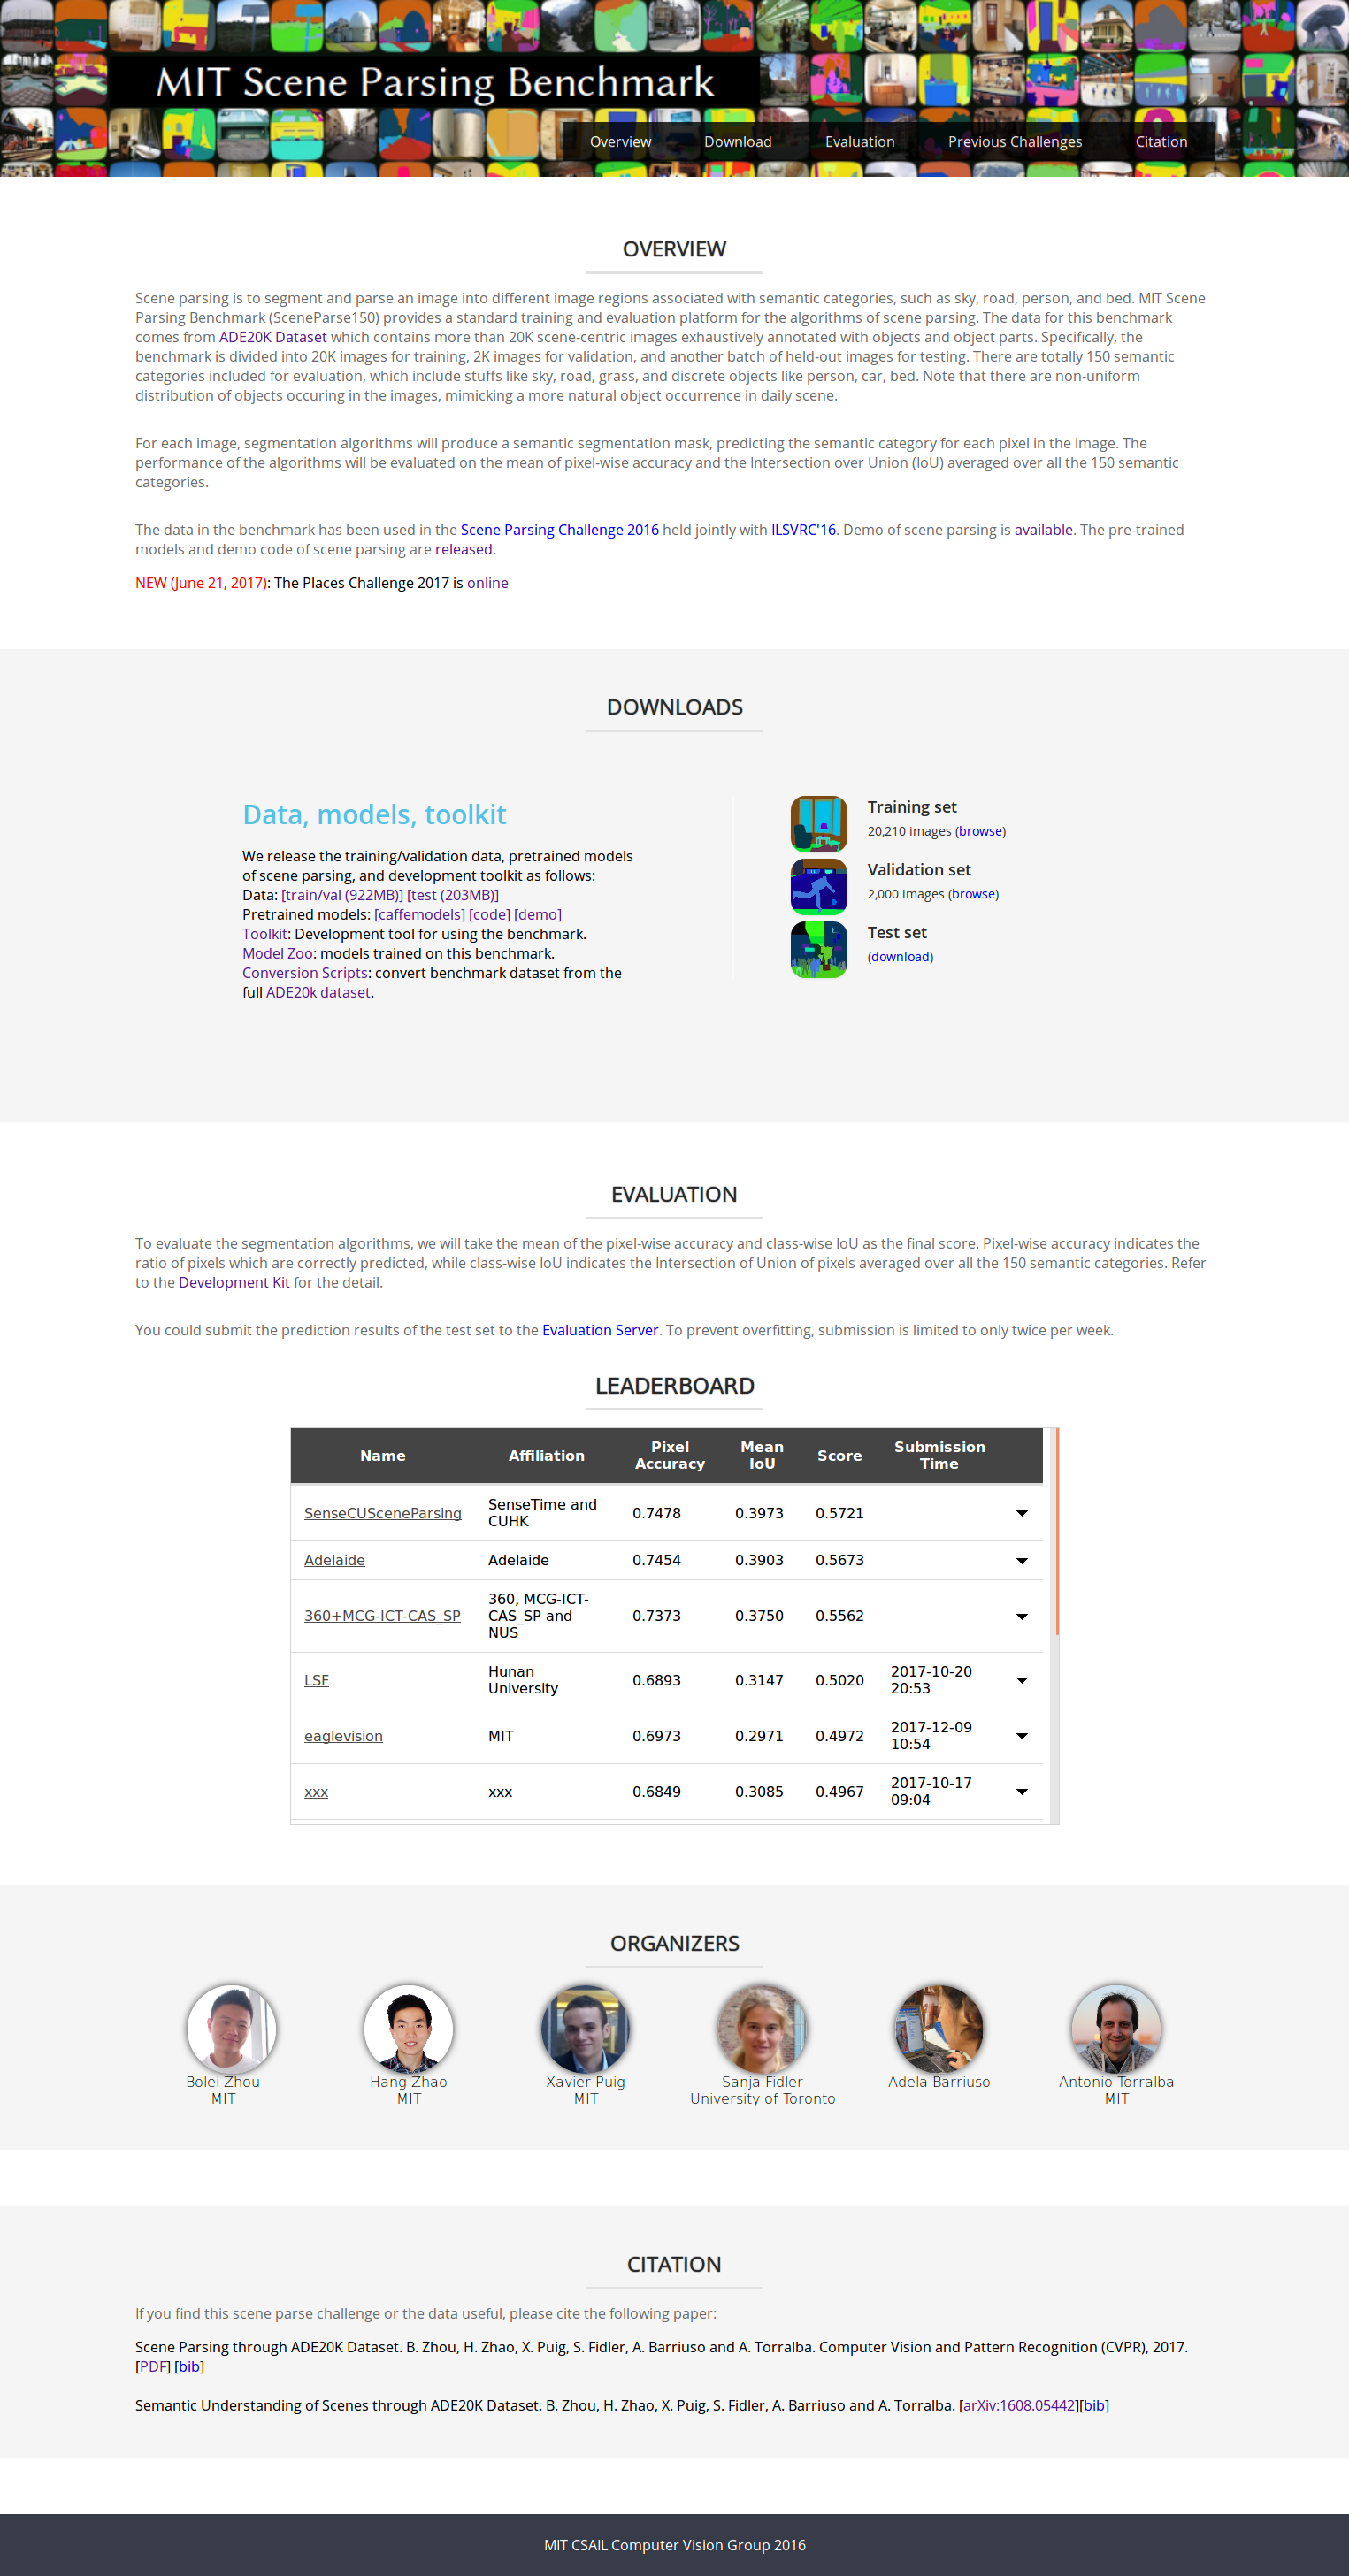 MIT Scene Parsing Benchmark
Overview Download Evaluation Previous Challenges Citation
OVERVIEW
Scene parsing is to segment and parse an image into different image regions associated with semantic categories, such as sky, road, person, and bed. MIT Scene
Parsing Benchmark (SceneParse150) provides a standard training and evaluation platform for the algorithms of scene parsing. The data for this benchmark
comes from ADE20K Dataset which contains more than 20K scene-centric images exhaustively annotated with objects and object parts. Specifically, the
benchmark is divided into 20K images for training, 2K images for validation, and another batch of held-out images for testing. There are totally 150 semantic
categories included for evaluation, which include stuffs like sky, road, grass, and discrete objects like person, car, bed. Note that there are non-uniform
distribution of objects occuring in the images, mimicking a more natural object occurrence in daily scene.
For each image, segmentation algorithms will produce a semantic segmentation mask, predicting the semantic category for each pixel in the image. The
performance of the algorithms will be evaluated on the mean of pixel-wise accuracy and the Intersection over Union (IoU) averaged over all the 150 semantic
categories.
The data in the benchmark has been used in the Scene Parsing Challenge 2016 held jointly with ILSVRC'16. Demo of scene parsing is available. The pre-trained
models and demo code of scene parsing are released.
NEW (June 21, 2017): The Places Challenge 2017 is online
DOWNLOADS
Data, models, toolkit
We release the training/validation data, pretrained models
of scene parsing, and development toolkit as follows:
Data: [train/val (922MB)] [test (203MB)]
Pretrained models: [caffemodels] [code] [demo]
Toolkit: Development tool for using the benchmark.
Model Zoo: models trained on this benchmark.
Conversion Scripts: convert benchmark dataset from the
full ADE20k dataset.
Training set
20,210 images (browse)
Validation set
2,000 images (browse)
Test set
(download)
EVALUATION
To evaluate the segmentation algorithms, we will take the mean of the pixel-wise accuracy and class-wise IoU as the final score. Pixel-wise accuracy indicates the
ratio of pixels which are correctly predicted, while class-wise IoU indicates the Intersection of Union of pixels averaged over all the 150 semantic categories. Refer
to the Development Kit for the detail.
You could submit the prediction results of the test set to the Evaluation Server. To prevent overfitting, submission is limited to only twice per week.
LEADERBOARD
Name Affiliation Pixel Accuracy Mean IoU Score Submission Time
SenseCUSceneParsing SenseTime and CUHK 0.7478 0.3973 0.5721
Adelaide Adelaide 0.7454 0.3903 0.5673
360+MCG-ICT-CAS_SP 360, MCG-ICT-CAS_SP and NUS 0.7373 0.3750 0.5562
LSF Hunan University 0.6893 0.3147 0.5020 2017-10-20 20:53
eaglevision MIT 0.6973 0.2971 0.4972 2017-12-09 10:54
xxx xxx 0.6849 0.3085 0.4967 2017-10-17 09:04
ORGANIZERS
Bolei Zhou
MIT
Hang Zhao
MIT
Xavier Puig
MIT
Sanja Fidler
University of Toronto
Adela Barriuso
Antonio Torralba
MIT
CITATION
If you find this scene parse challenge or the data useful, please cite the following paper:
Scene Parsing through ADE20K Dataset. B. Zhou, H. Zhao, X. Puig, S. Fidler, A. Barriuso and A. Torralba. Computer Vision and Pattern Recognition (CVPR), 2017.
[PDF] [bib]
Semantic Understanding of Scenes through ADE20K Dataset. B. Zhou, H. Zhao, X. Puig, S. Fidler, A. Barriuso and A. Torralba. [arXiv:1608.05442][bib]
MIT CSAIL Computer Vision Group 2016